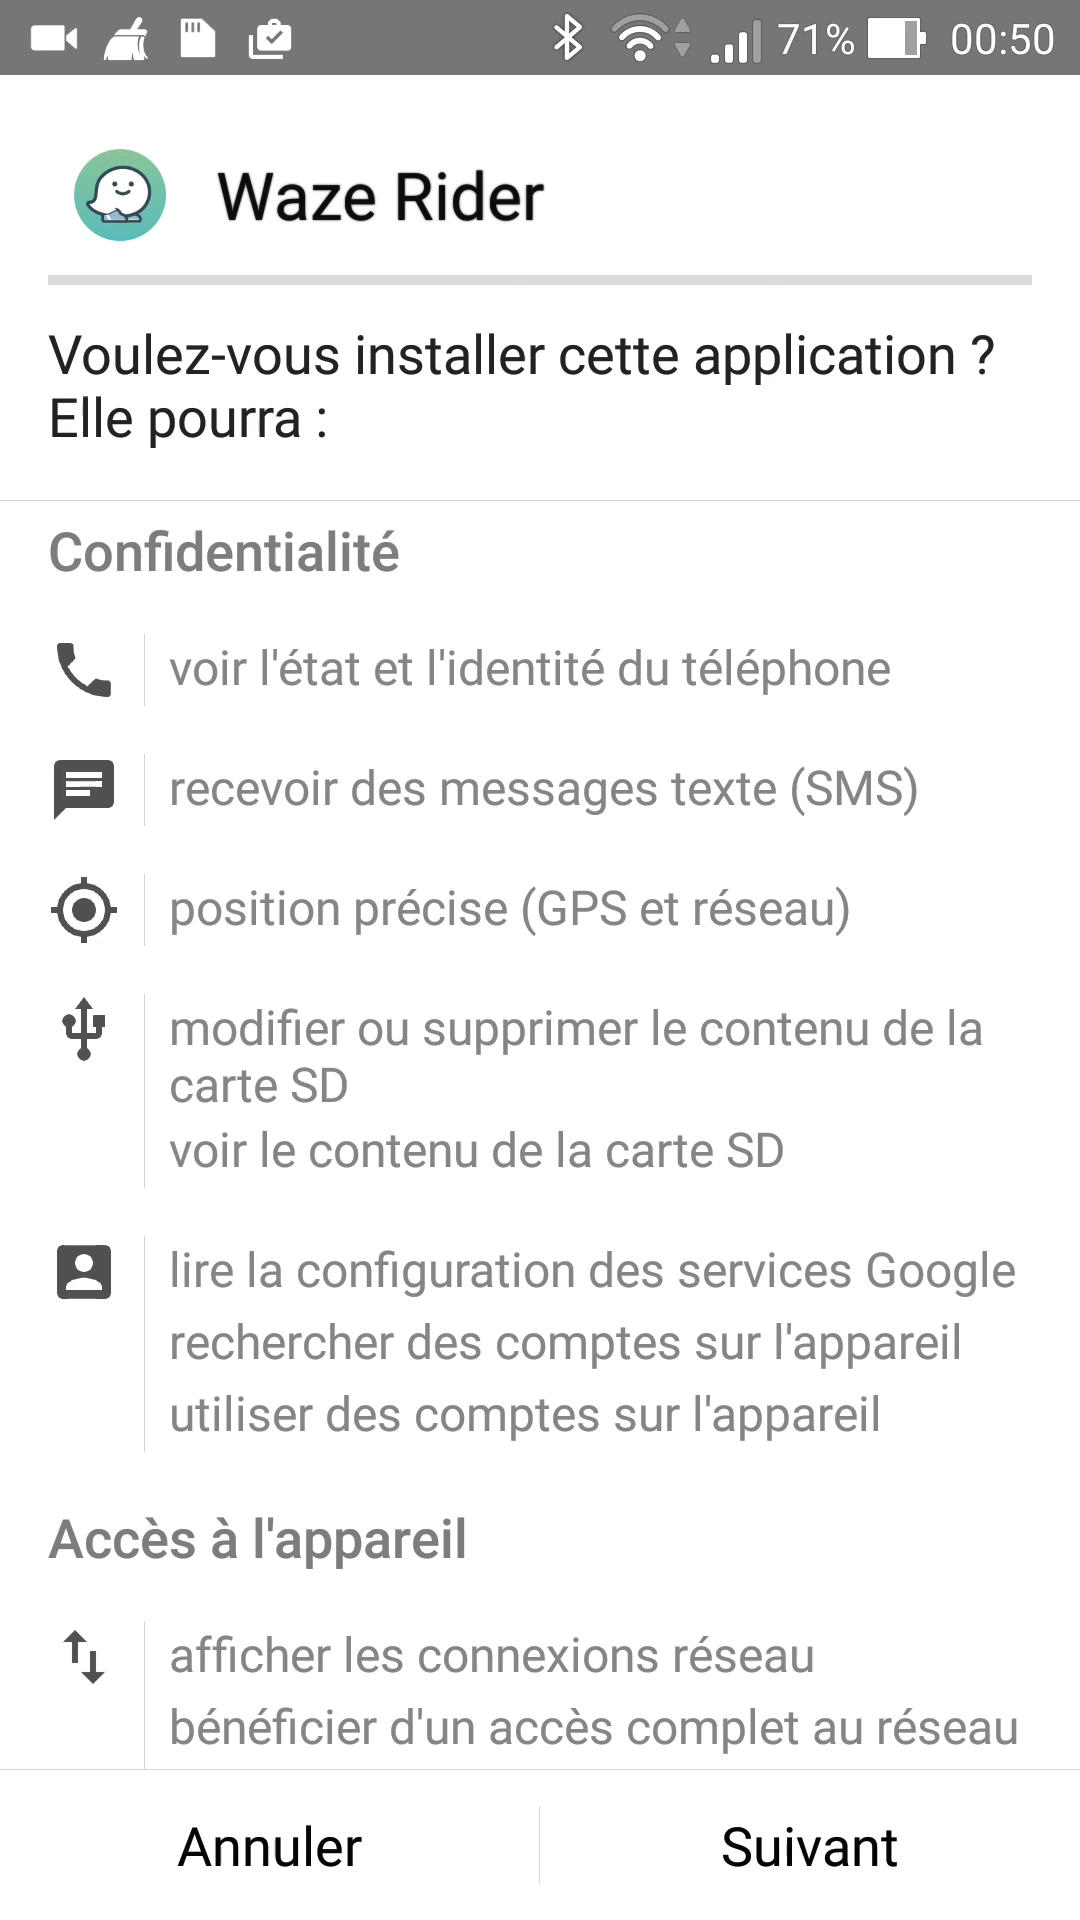 71% 00:50
Waze Rider
Voulez-vous installer cette application ?
Elle pourra :
Confidentialité
voir l'état et l'identité du téléphone
recevoir des messages texte (SMS)
position précise (GPS et réseau)
modifier ou supprimer le contenu de la
carte SD
voir le contenu de la carte SD
lire la configuration des services Google
rechercher des comptes sur l'appareil
utiliser des comptes sur l'appareil
Accès à l'appareil
afficher les connexions réseau
bénéficier d'un accès complet au réseau
Annuler Suivant